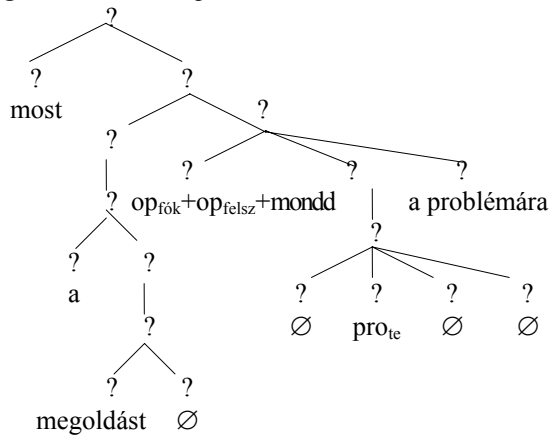 ?
? ?
most ?
?
? op_fók+op_felsz+mondd ? a problémára
?
? ?
a
? ? ? ?
∅ pro_te ∅ ∅
?
? ?
megoldást ∅